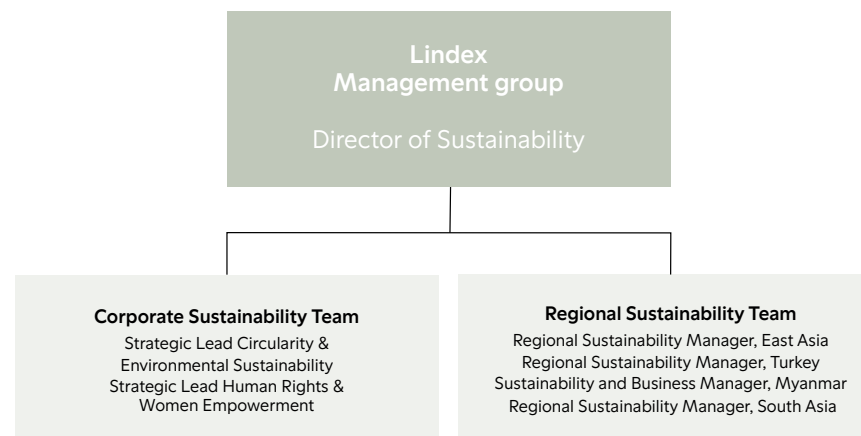 Lindex
Management group
Director of Sustainability
Corporate Sustainability Team
Strategic Lead Circularity &
Environmental Sustainability
Strategic Lead Human Rights &
Women Empowerment
Regional Sustainability Team
Regional Sustainability Manager, East Asia
Regional Sustainability Manager, Turkey
Sustainability and Business Manager, Myanmar
Regional Sustainability Manager, South Asia